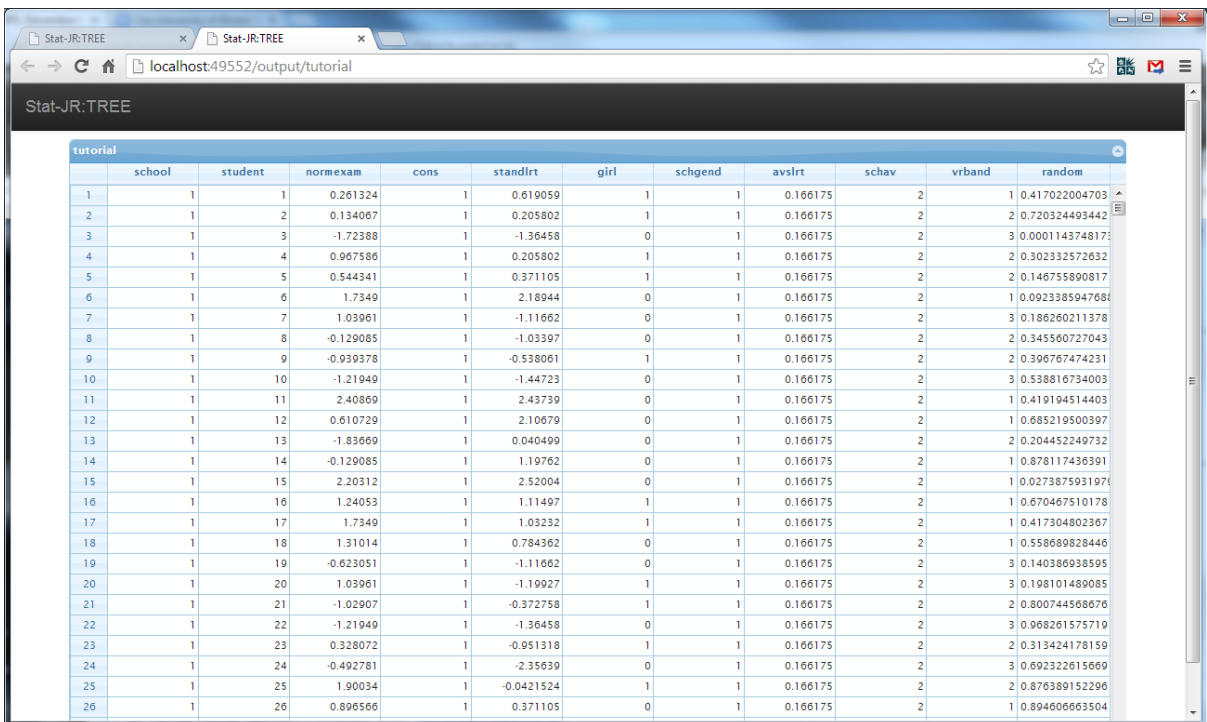 Stat-JR:TREE
Stat-JR:TREE
localhost:49552/output/tutorial
Stat-JR:TREE
tutorial
school student normexam cons standlrt girl schgend avslrt schav vrband random
1 1 1 0.261324 1 0.619059 1 1 0.166175 2 1 0.417022004703
2 1 2 0.134067 1 0.205802 1 1 0.166175 2 2 0.720324493442
3 1 3 -1.72388 1 -1.36458 0 1 0.166175 2 3 0.000114374817
4 1 4 0.967586 1 0.205802 1 1 0.166175 2 2 0.302332572632
5 1 5 0.544341 1 0.371105 1 1 0.166175 2 2 0.146755890817
6 1 6 1.7349 1 2.18944 0 1 0.166175 2 1 0.092338594768
7 1 7 1.03961 1 -1.11662 0 1 0.166175 2 3 0.186260211378
8 1 8 -0.129085 1 -1.03397 0 1 0.166175 2 2 0.345560727043
9 1 9 -0.939378 1 -0.538061 1 1 0.166175 2 2 0.396767474231
10 1 10 -1.21949 1 -1.44723 0 1 0.166175 2 3 0.538816734003
11 1 11 2.40869 1 2.43739 0 1 0.166175 2 1 0.419194514403
12 1 12 0.610729 1 2.10679 0 1 0.166175 2 1 0.685219500397
13 1 13 -1.83669 1 0.040499 0 1 0.166175 2 2 0.204452249732
14 1 14 -0.129085 1 1.19762 0 1 0.166175 2 1 0.878117436391
15 1 15 2.20312 1 2.52004 0 1 0.166175 2 1 0.027387593197
16 1 16 1.24053 1 1.11497 1 1 0.166175 2 1 0.670467510178
17 1 17 1.7349 1 1.03232 1 1 0.166175 2 1 0.417304802367
18 1 18 1.31014 1 0.784362 0 1 0.166175 2 1 0.558689828446
19 1 19 -0.623051 1 -1.11662 0 1 0.166175 2 3 0.140386938595
20 1 20 1.03961 1 -1.19927 1 1 0.166175 2 3 0.198101489085
21 1 21 -1.02907 1 -0.372758 1 1 0.166175 2 2 0.800744568676
22 1 22 -1.21949 1 -1.36458 0 1 0.166175 2 3 0.968261575719
23 1 23 0.328072 1 -0.951318 1 1 0.166175 2 2 0.313424178159
24 1 24 -0.492781 1 -2.35639 0 1 0.166175 2 3 0.692322615669
25 1 25 1.90034 1 -0.0421524 1 1 0.166175 2 2 0.876389152296
26 1 26 0.896566 1 0.371105 0 1 0.166175 2 1 0.894606663504